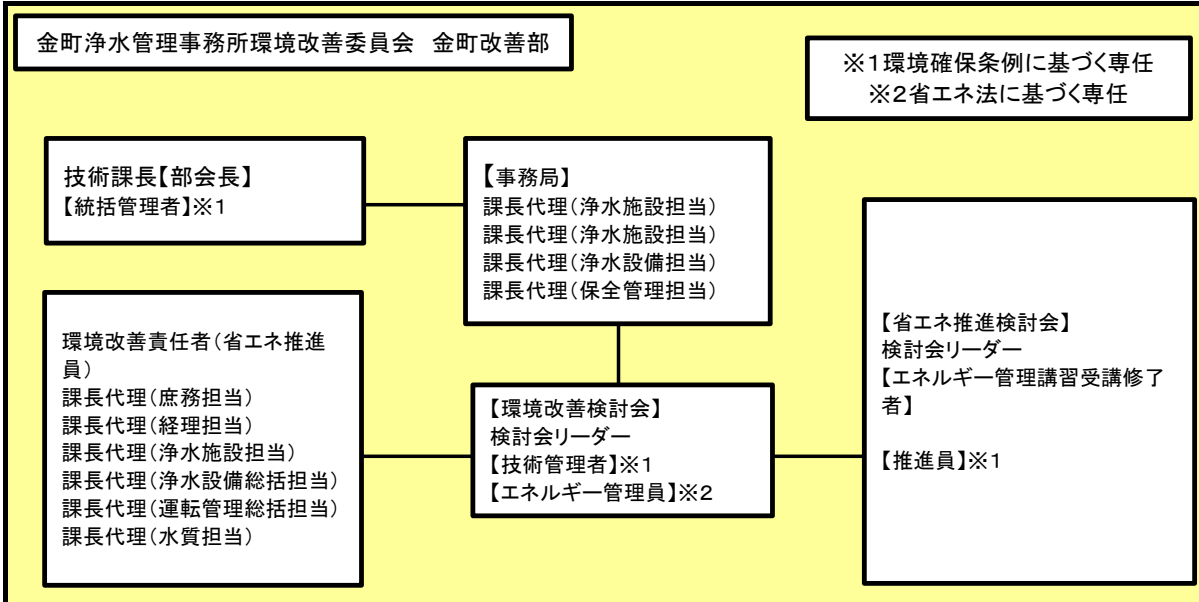 金町浄水管理事務所環境改善委員会　金町改善部
※１環境確保条例に基づく専任
※２省エネ法に基づく専任
技術課長【部会長】
【統括管理者】※１
【事務局】
課長代理（浄水施設担当）
課長代理（浄水施設担当）
課長代理（浄水設備担当）
課長代理（保全管理担当）
環境改善責任者（省エネ推進
員）
課長代理（庶務担当）
課長代理（経理担当）
課長代理（浄水施設担当）
課長代理（浄水設備総括担当）
課長代理（運転管理総括担当）
課長代理（水質担当）
【環境改善検討会】
検討会リーダー
【技術管理者】※１
【エネルギー管理員】※２
【省エネ推進検討会】
検討会リーダー
【エネルギー管理講習受講修了
者】
【推進員】※１